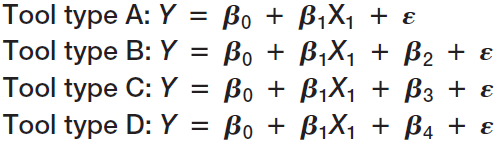 Tool type A: Y = β₀ + β₁X₁ + ε
Tool type B: Y = β₀ + β₁X₁ + β₂ + ε
Tool type C: Y = β₀ + β₁X₁ + β₃ + ε
Tool type D: Y = β₀ + β₁X₁ + β₄ + ε